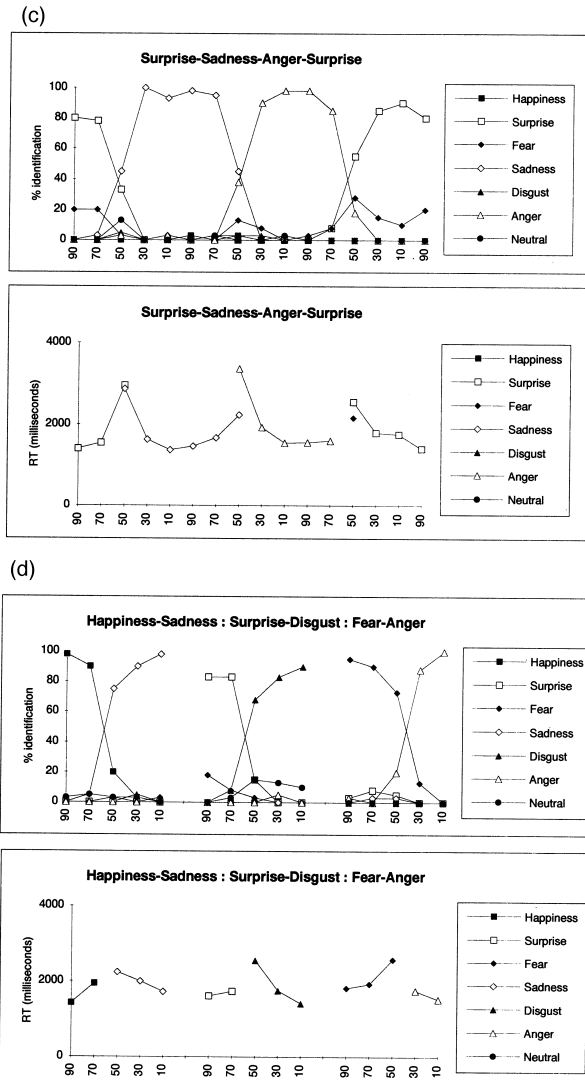 (c)
Surprise-Sadness-Anger-Surprise
% identification
100
80
60
40
20
0
90 70 50 30 10 90 70 50 30 10 90 70 50 30 10 90
Happiness
Surprise
Fear
Sadness
Disgust
Anger
Neutral
Surprise-Sadness-Anger-Surprise
RT (milliseconds)
4000
2000
0
90 70 50 30 10 90 70 50 30 10 90 70 50 30 10 90
Happiness
Surprise
Fear
Sadness
Disgust
Anger
Neutral
(d)
Happiness-Sadness : Surprise-Disgust : Fear-Anger
% identification
100
80
60
40
20
0
90 70 50 30 10 90 70 50 30 10 90 70 50 30 10
Happiness
Surprise
Fear
Sadness
Disgust
Anger
Neutral
Happiness-Sadness : Surprise-Disgust : Fear-Anger
RT (milliseconds)
4000
2000
0
90 70 50 30 10 90 70 50 30 10 90 70 50 30 10
Happiness
Surprise
Fear
Sadness
Disgust
Anger
Neutral